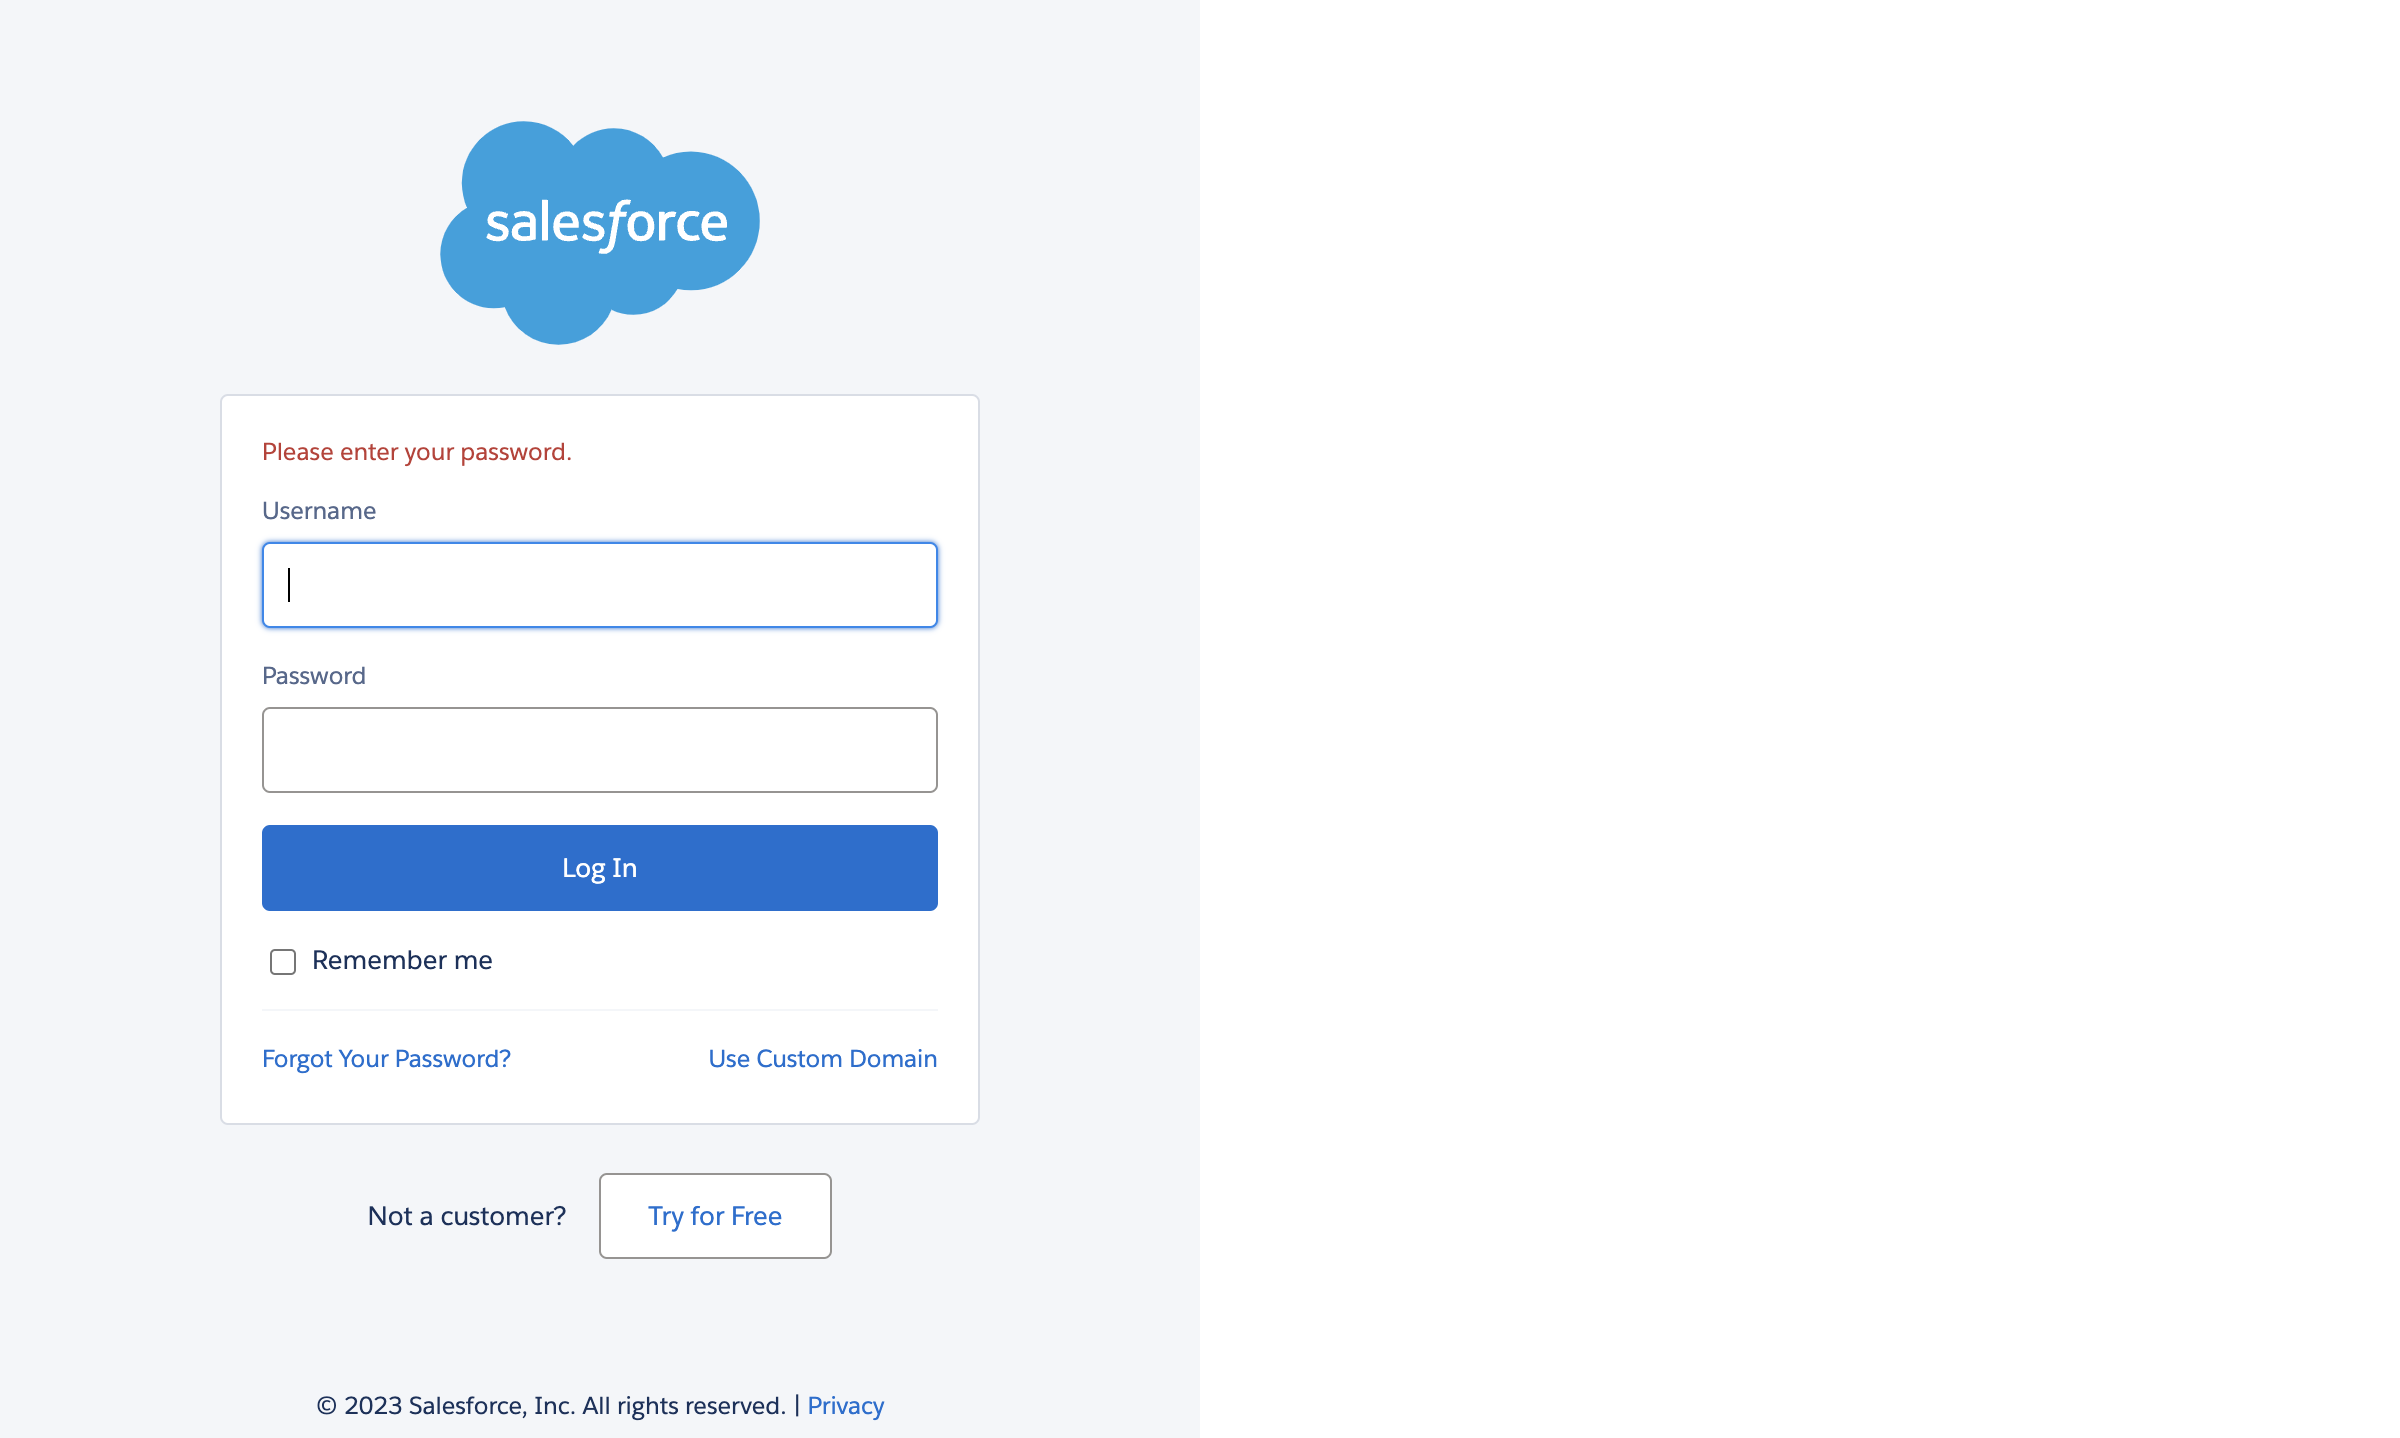 salesforce
Please enter your password.
Username
Password
Log In
Remember me
Forgot Your Password? Use Custom Domain
Not a customer? Try for Free
© 2023 Salesforce, Inc. All rights reserved. | Privacy